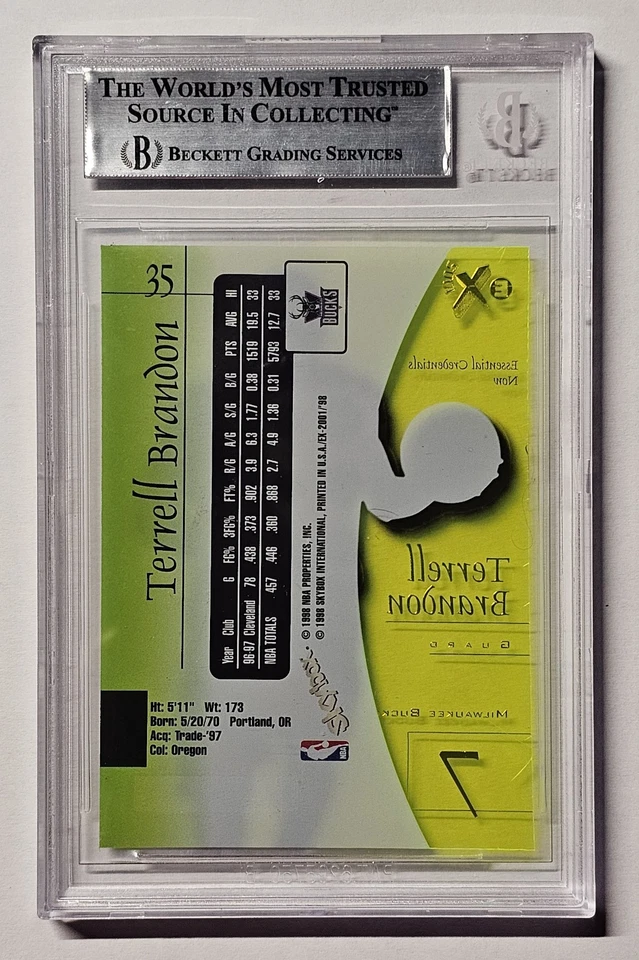 THE WORLD'S MOST TRUSTED
SOURCE IN COLLECTING™
B BECKETT GRADING SERVICES
B
BECKETT
35
Terrell Brandon
BUCKS
Year Club G FG% 3FG% FT% R/G A/G S/G B/G PTS AVG HI
96-97 Cleveland 78 .438 .373 .902 3.9 6.3 1.77 0.38 1519 19.5 33
NBA TOTALS 457 .446 .360 .868 2.7 4.9 1.36 0.31 5793 12.7 33
© 1998 NBA PROPERTIES, INC.
© 1998 SKYBOX INTERNATIONAL, PRINTED IN U.S.A./EX-2001/'98
Skybox
NBA
Ht: 5'11" Wt: 173
Born: 5/20/70 Portland, OR
Acq: Trade-'97
Col: Oregon
E X 2001
Essential Credentials
Now
Terrell
Brandon
GUARD
MILWAUKEE BUCK
7